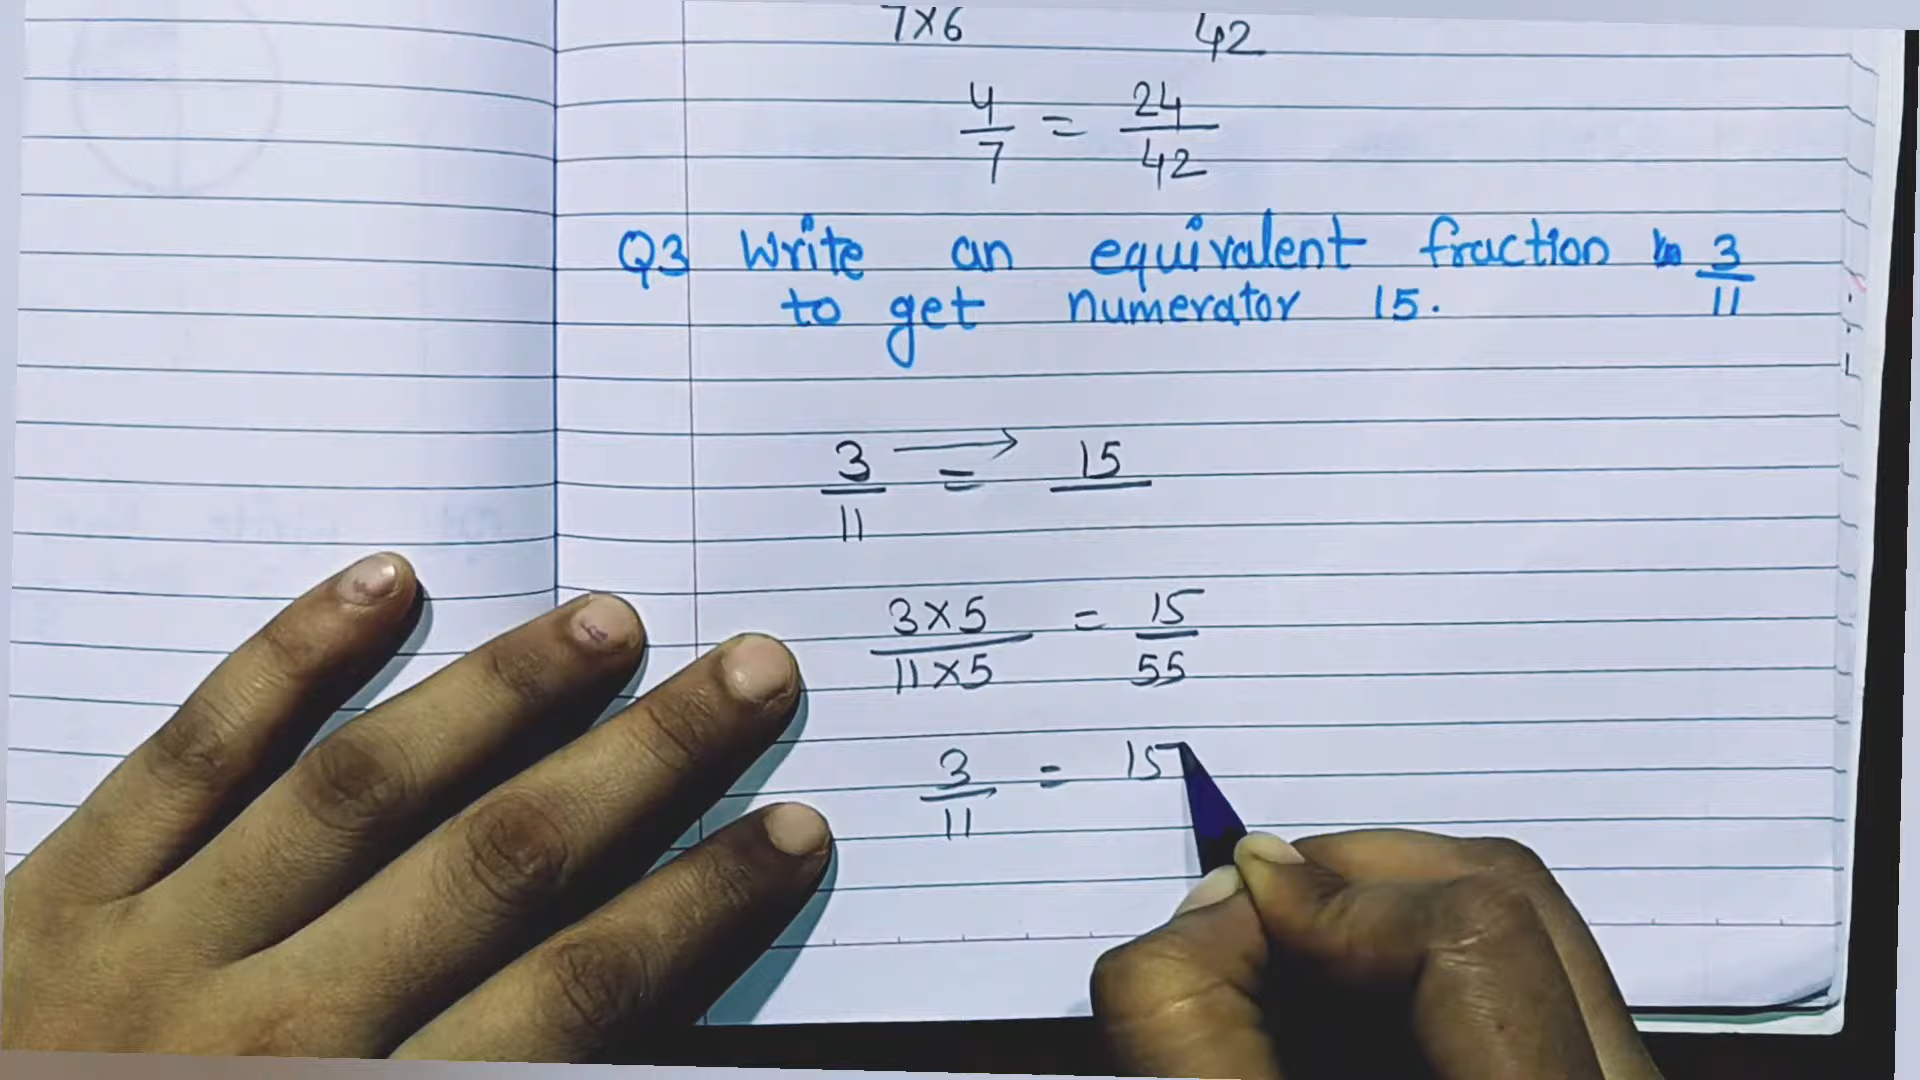 7×6 42
4/7 = 24/42
Q3 Write an equivalent fraction to 3/11
to get numerator 15.
3/11 → = 15/
3×5/11×5 = 15/55
3/11 = 15